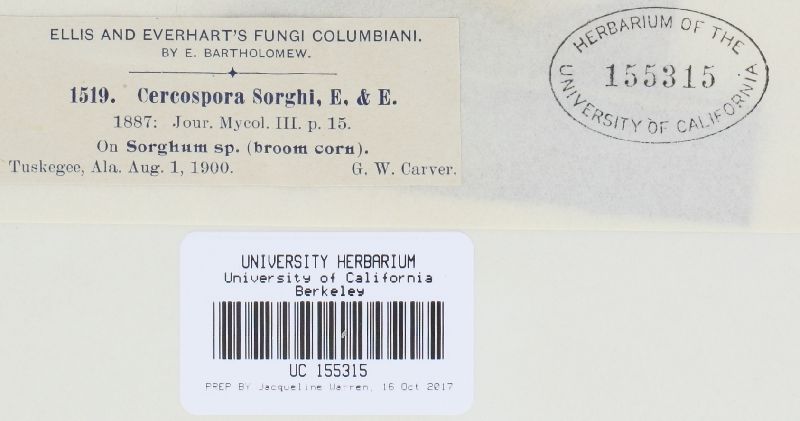 ELLIS AND EVERHART'S FUNGI COLUMBIANI.
BY E. BARTHOLOMEW.
1519. Cercospora Sorghi, E. & E.
1887: Jour. Mycol. III. p. 15.
On Sorghum sp. (broom corn).
Tuskegee, Ala. Aug. 1, 1900. G. W. Carver.
HERBARIUM OF THE
155315
UNIVERSITY OF CALIFORNIA
UNIVERSITY HERBARIUM
University of California
Berkeley
UC 155315
PREP BY Jacqueline Warren, 16 Oct 2017